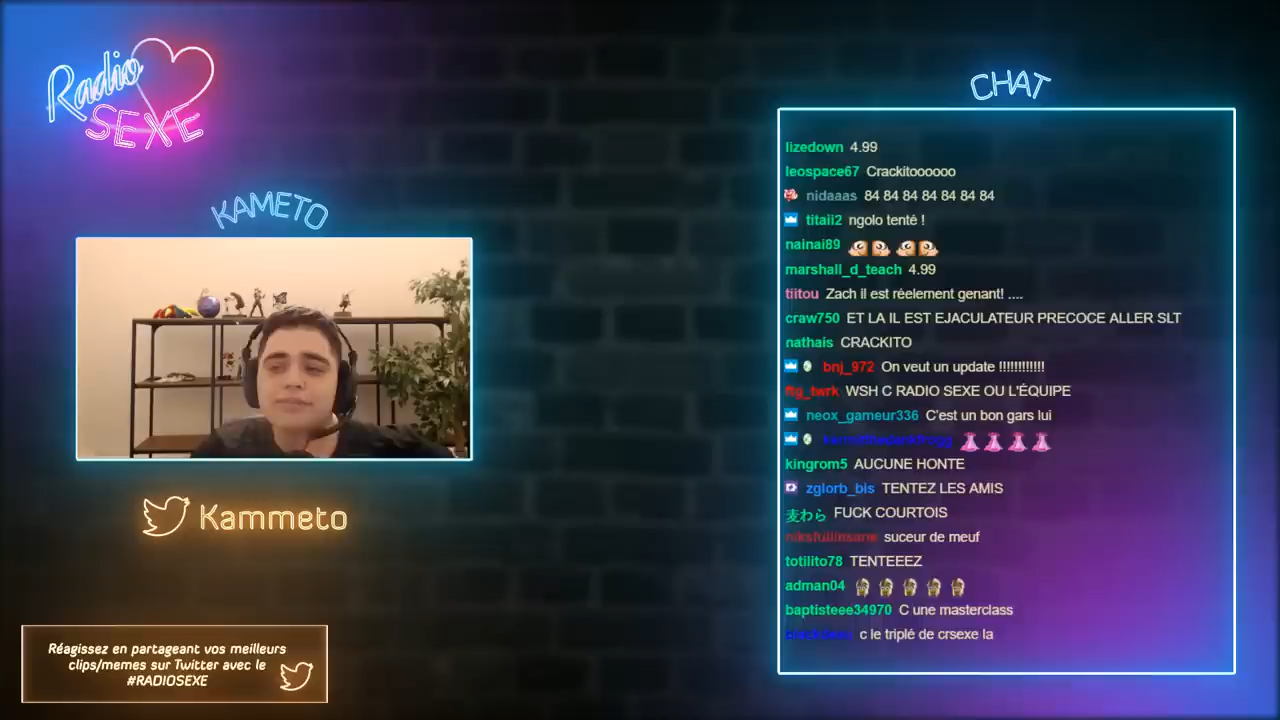 Radio
SEXE
KAMETO
Kammeto
Réagissez en partageant vos meilleurs
clips/memes sur Twitter avec le
#RADIOSEXE
CHAT
lizedown 4.99
leospace67 Crackitoooooo
nidaaas 84 84 84 84 84 84 84 84
titaii2 ngolo tenté !
nainai89
marshall_d_teach 4.99
tiitou Zach il est réelement genant! ....
craw750 ET LA IL EST EJACULATEUR PRECOCE ALLER SLT
nathais CRACKITO
bnj_972 On veut un update !!!!!!!!!!!!
ftg_twrk WSH C RADIO SEXE OU L'ÉQUIPE
neox_gameur336 C'est un bon gars lui
kingrom5 AUCUNE HONTE
zglorb_bis TENTEZ LES AMIS
麦わら FUCK COURTOIS
suceur de meuf
totilito78 TENTEEEZ
adman04
baptisteee34970 C une masterclass
c le triplé de crsexe la